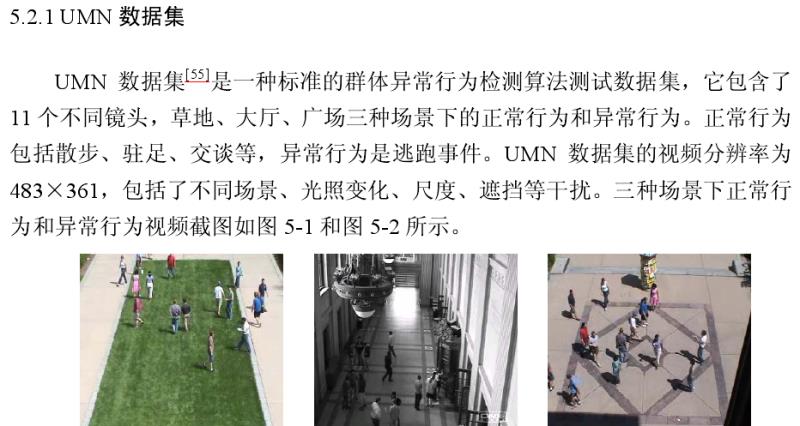 5.2.1 UMN 数据集
UMN 数据集[55]是一种标准的群体异常行为检测算法测试数据集，它包含了
11 个不同镜头，草地、大厅、广场三种场景下的正常行为和异常行为。正常行为
包括散步、驻足、交谈等，异常行为是逃跑事件。UMN 数据集的视频分辨率为
483×361，包括了不同场景、光照变化、尺度、遮挡等干扰。三种场景下正常行
为和异常行为视频截图如图 5-1 和图 5-2 所示。